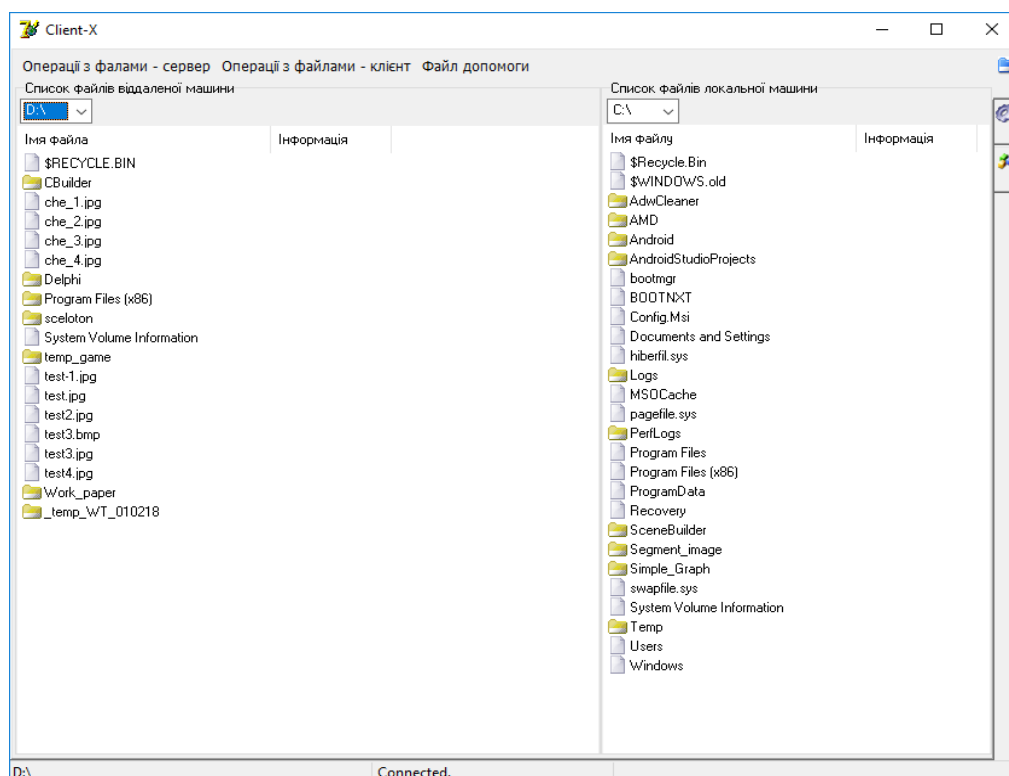 Client-X
Операції з фалами - сервер Операції з файлами - клієнт Файл допомоги
Список файлів віддаленої машини
D:\
Імя файла Інформація
$RECYCLE.BIN
CBuilder
che_1.jpg
che_2.jpg
che_3.jpg
che_4.jpg
Delphi
Program Files (x86)
sceloton
System Volume Information
temp_game
test-1.jpg
test.jpg
test2.jpg
test3.bmp
test3.jpg
test4.jpg
Work_paper
_temp_WT_010218
Список файлів локальної машини
C:\
Імя файлу Інформація
$Recycle.Bin
$WINDOWS.old
AdwCleaner
AMD
Android
AndroidStudioProjects
bootmgr
BOOTNXT
Config.Msi
Documents and Settings
hiberfil.sys
Logs
MSOCache
pagefile.sys
PerfLogs
Program Files
Program Files (x86)
ProgramData
Recovery
SceneBuilder
Segment_image
Simple_Graph
swapfile.sys
System Volume Information
Temp
Users
Windows
D:\ Connected.